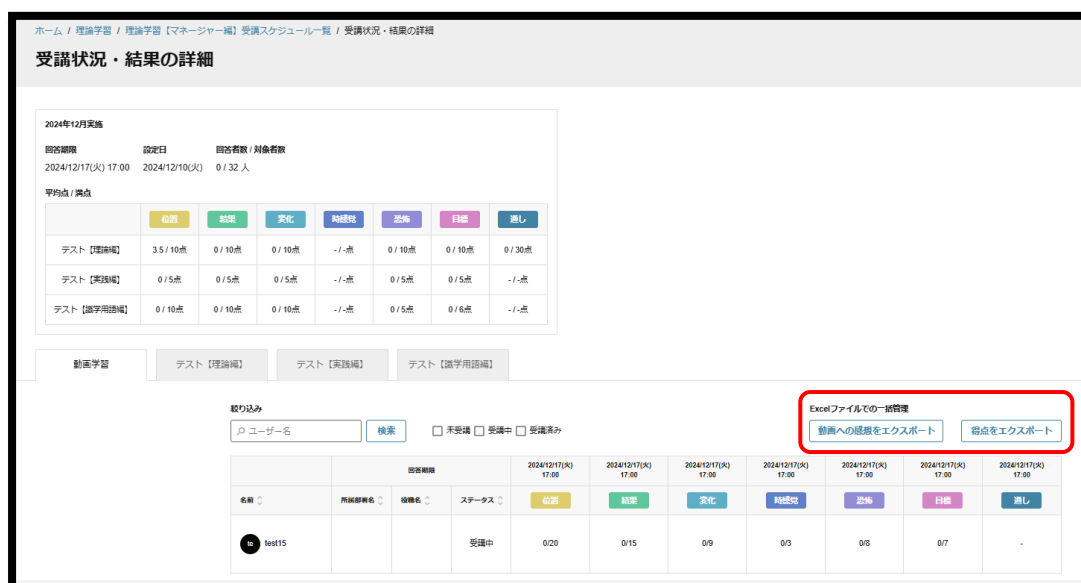 ホーム / 理論学習 / 理論学習【マネージャー編】受講スケジュール一覧 / 受講状況・結果の詳細
受講状況・結果の詳細
2024年12月実施
回答期限 設定日 回答者数 / 対象者数
2024/12/17(火) 17:00 2024/12/10(火) 0 / 32 人
平均点 / 満点
位置 結果 変化 時感覚 恐怖 目標 通し
テスト【理論編】 3.5 / 10点 0 / 10点 0 / 10点 - / -点 0 / 10点 0 / 10点 0 / 30点
テスト【実践編】 0 / 5点 0 / 5点 0 / 5点 - / -点 0 / 5点 0 / 5点 - / -点
テスト【識学用語編】 0 / 10点 0 / 10点 0 / 10点 - / -点 0 / 5点 0 / 6点 - / -点
動画学習 テスト【理論編】 テスト【実践編】 テスト【識学用語編】
絞り込み Excelファイルでの一括管理
ユーザー名 検索 未受講 受講中 受講済み 動画への感想をエクスポート 得点をエクスポート
回答期限 2024/12/17(火) 2024/12/17(火) 2024/12/17(火) 2024/12/17(火) 2024/12/17(火) 2024/12/17(火) 2024/12/17(火)
17:00 17:00 17:00 17:00 17:00 17:00 17:00
名前 所属部署名 役職名 ステータス 位置 結果 変化 時感覚 恐怖 目標 通し
te test15 受講中 0/20 0/15 0/9 0/3 0/8 0/7 -